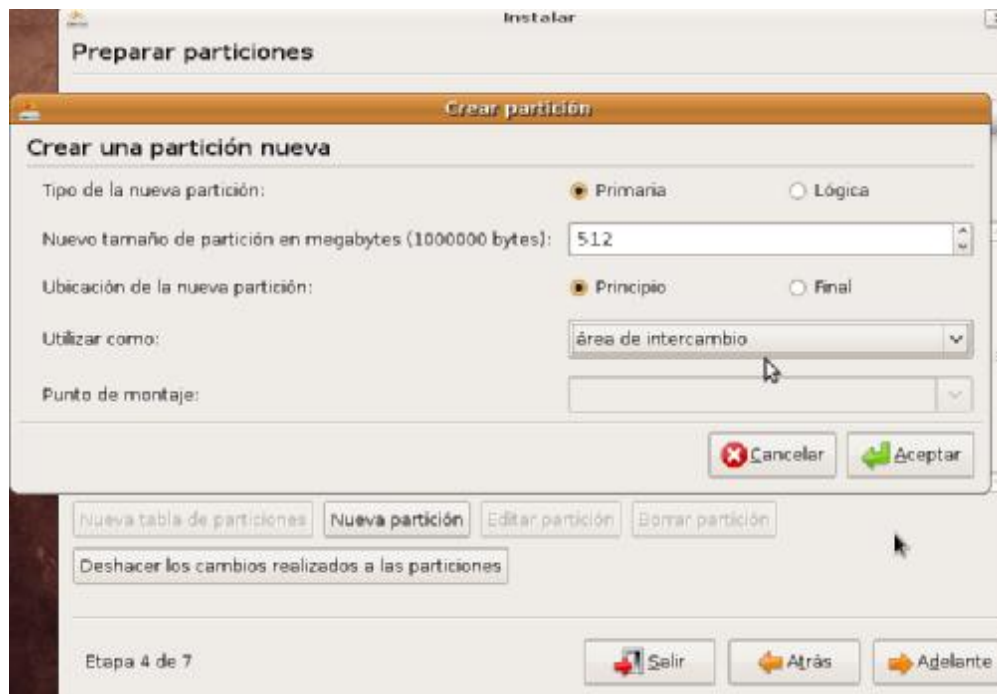 Instalar
Preparar particiones
Crear partición
Crear una partición nueva
Tipo de la nueva partición: Primaria Lógica
Nuevo tamaño de partición en megabytes (1000000 bytes): 512
Ubicación de la nueva partición: Principio Final
Utilizar como: área de intercambio
Punto de montaje:
Cancelar Aceptar
Nueva tabla de particiones Nueva partición Editar partición Borrar partición
Deshacer los cambios realizados a las particiones
Etapa 4 de 7 Salir Atrás Adelante